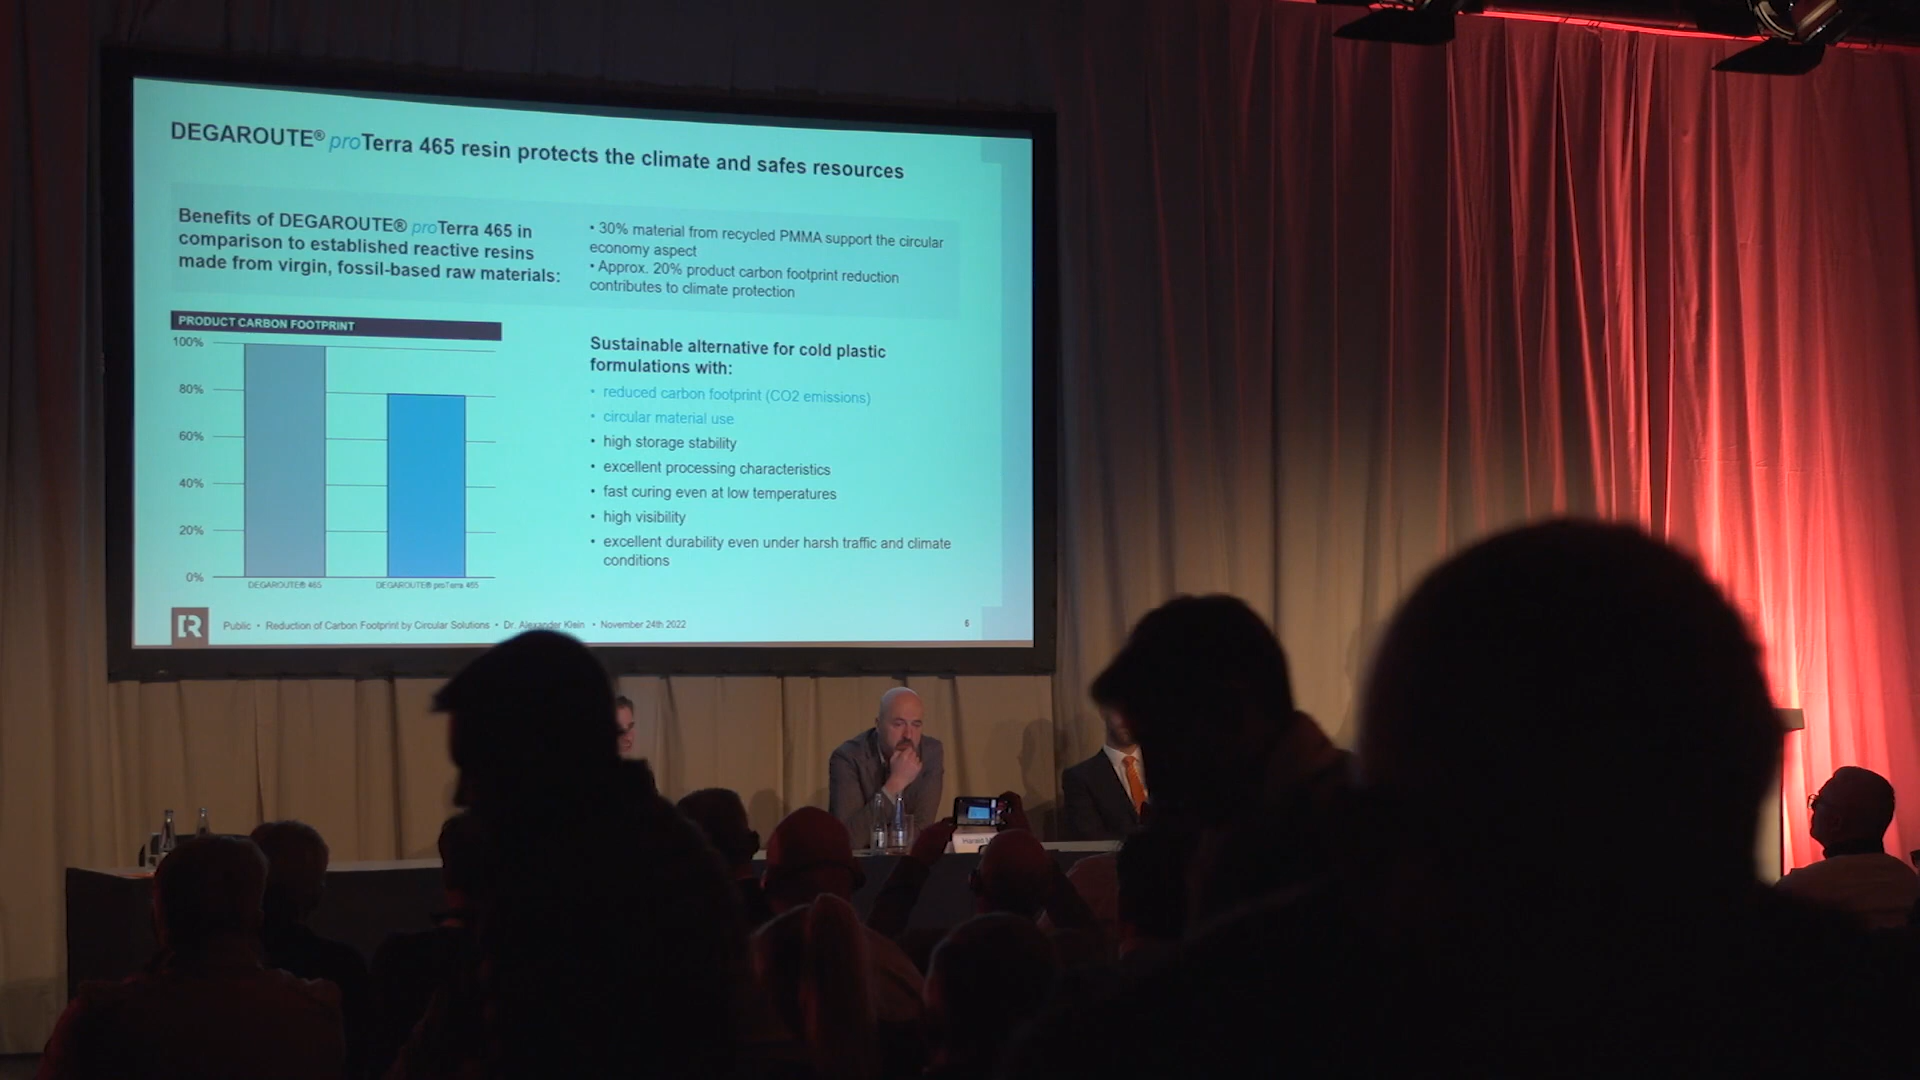 DEGAROUTE® proTerra 465 resin protects the climate and safes resources
Benefits of DEGAROUTE® proTerra 465 in
comparison to established reactive resins
made from virgin, fossil-based raw materials:
• 30% material from recycled PMMA support the circular
economy aspect
• Approx. 20% product carbon footprint reduction
contributes to climate protection
PRODUCT CARBON FOOTPRINT
100%
80%
60%
40%
20%
0%
DEGAROUTE® 465
DEGAROUTE® proTerra 465
Sustainable alternative for cold plastic
formulations with:
• reduced carbon footprint (CO2 emissions)
• circular material use
• high storage stability
• excellent processing characteristics
• fast curing even at low temperatures
• high visibility
• excellent durability even under harsh traffic and climate
conditions
R
Public • Reduction of Carbon Footprint by Circular Solutions • Dr. Alexander Klein • November 24th 2022
6
Harald